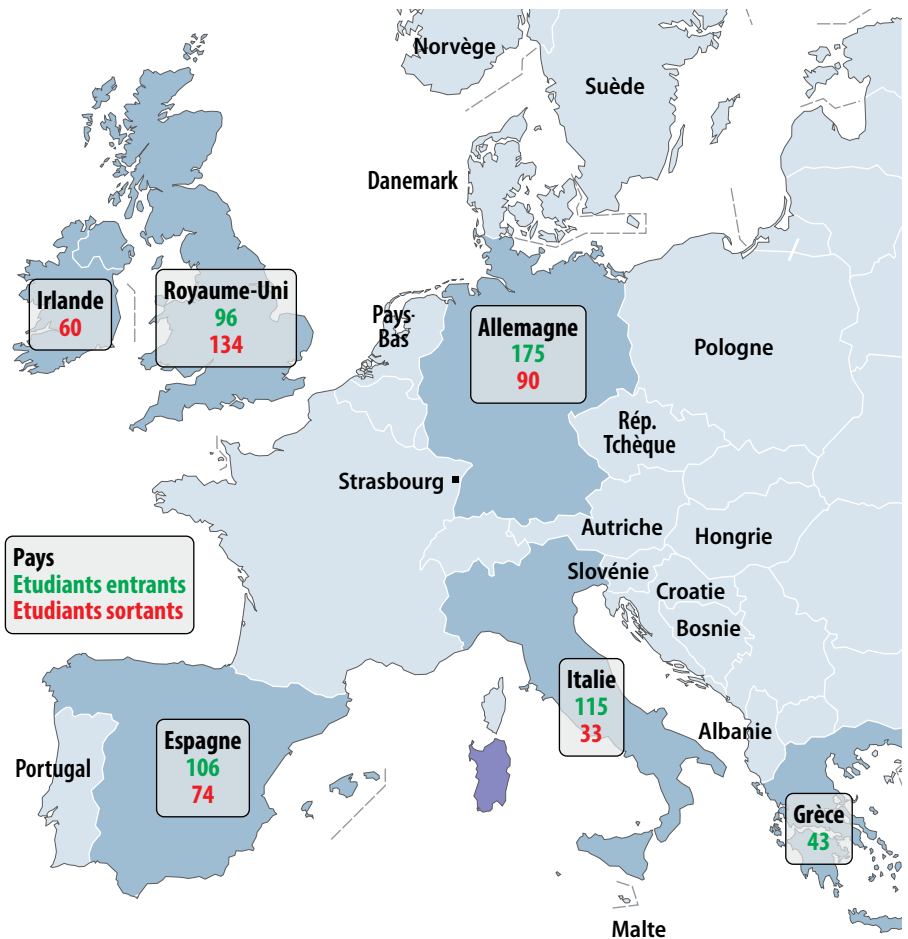 Norvège
Suède
Danemark
Irlande
60
Royaume-Uni
96
134
Pays-
Bas
Allemagne
175
90
Pologne
Rép.
Tchèque
Strasbourg
Autriche
Hongrie
Pays
Etudiants entrants
Etudiants sortants
Slovénie
Croatie
Bosnie
Italie
115
33
Albanie
Espagne
106
74
Portugal
Grèce
43
Malte